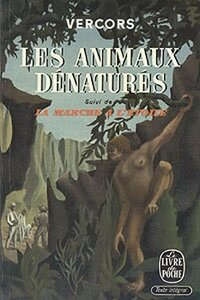 VERCORS
LES ANIMAUX
DÉNATURÉS
Suivi de
LA MARCHE À L'ÉTOILE
LE LIVRE
de POCHE
Texte intégral